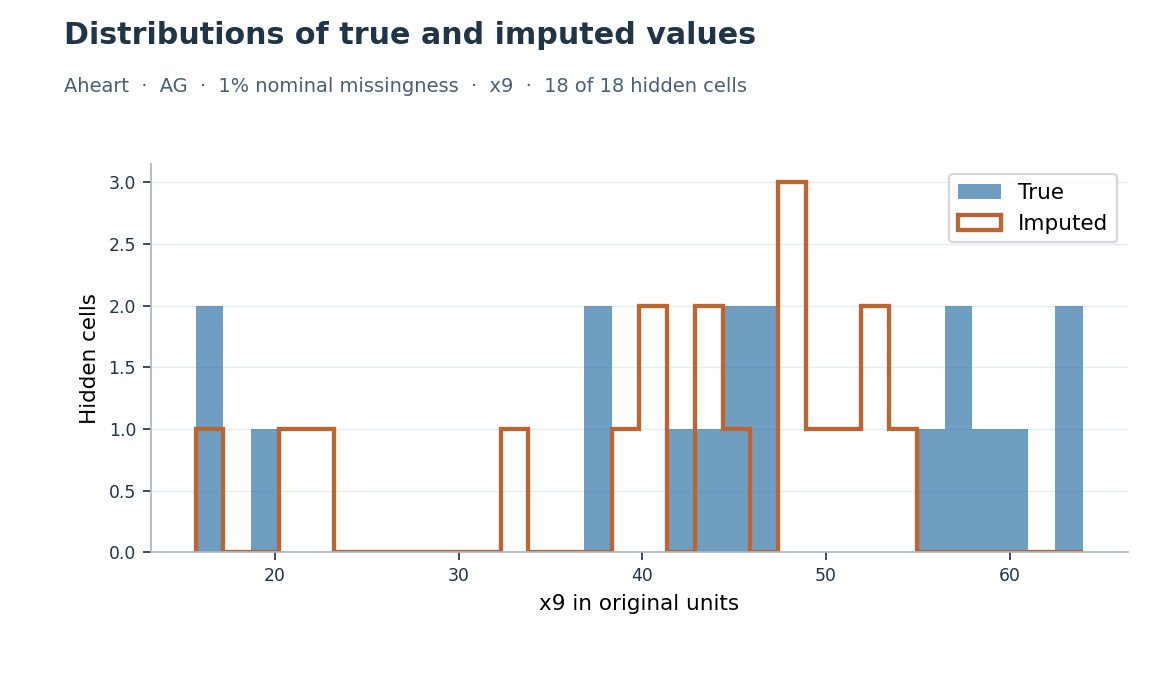 Distributions of true and imputed values
Aheart · AG · 1% nominal missingness · x9 · 18 of 18 hidden cells
3.0
2.5
2.0
1.5
1.0
0.5
0.0
Hidden cells
True
Imputed
20 30 40 50 60
x9 in original units